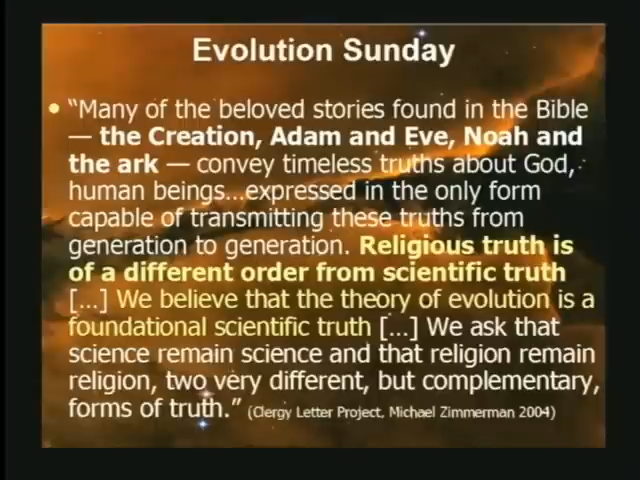 Evolution Sunday
• “Many of the beloved stories found in the Bible
— the Creation, Adam and Eve, Noah and
the ark — convey timeless truths about God,
human beings...expressed in the only form
capable of transmitting these truths from
generation to generation. Religious truth is
of a different order from scientific truth
[...] We believe that the theory of evolution is a
foundational scientific truth [...] We ask that
science remain science and that religion remain
religion, two very different, but complementary,
forms of truth.” (Clergy Letter Project, Michael Zimmerman 2004)